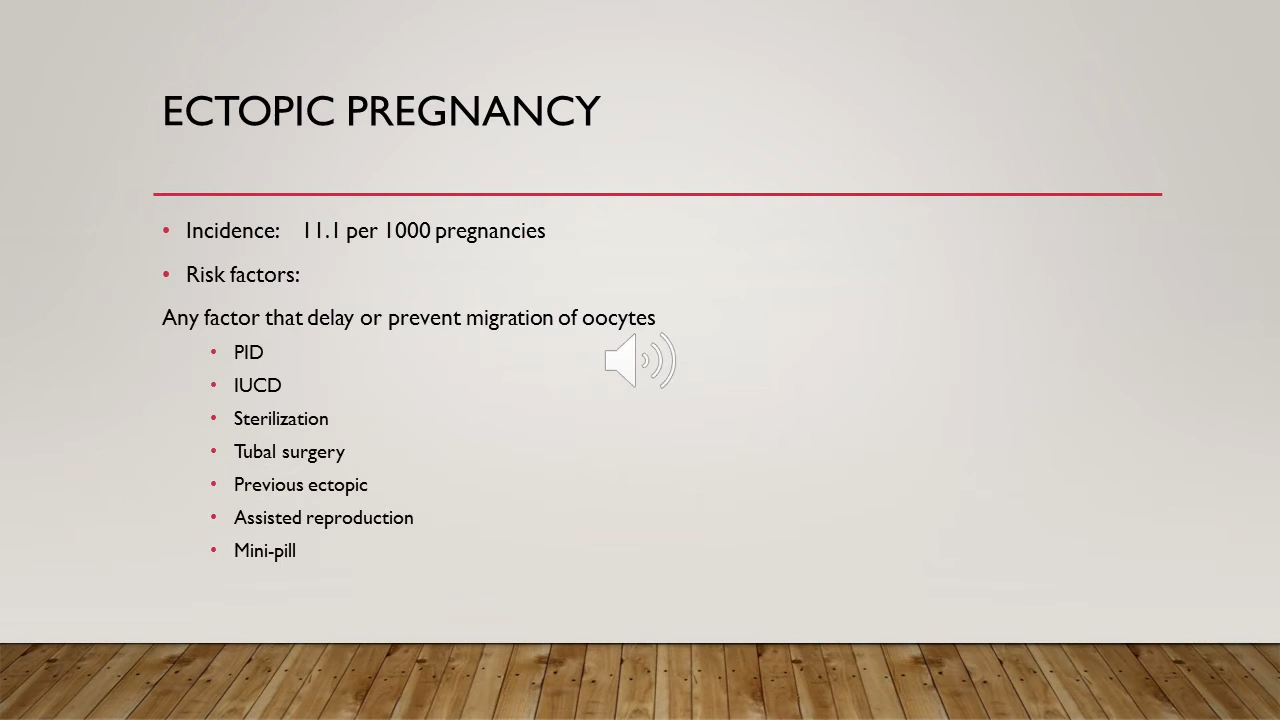 ECTOPIC PREGNANCY
• Incidence: 11.1 per 1000 pregnancies
• Risk factors:
Any factor that delay or prevent migration of oocytes
• PID
• IUCD
• Sterilization
• Tubal surgery
• Previous ectopic
• Assisted reproduction
• Mini-pill